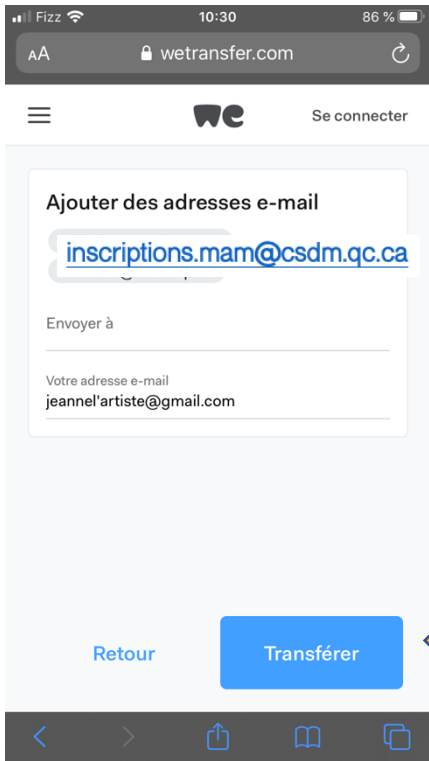 Fizz 10:30 86 %
AA wetransfer.com
we Se connecter
Ajouter des adresses e-mail
inscriptions.mam@csdm.qc.ca
Envoyer à
Votre adresse e-mail
jeannel'artiste@gmail.com
Retour Transférer